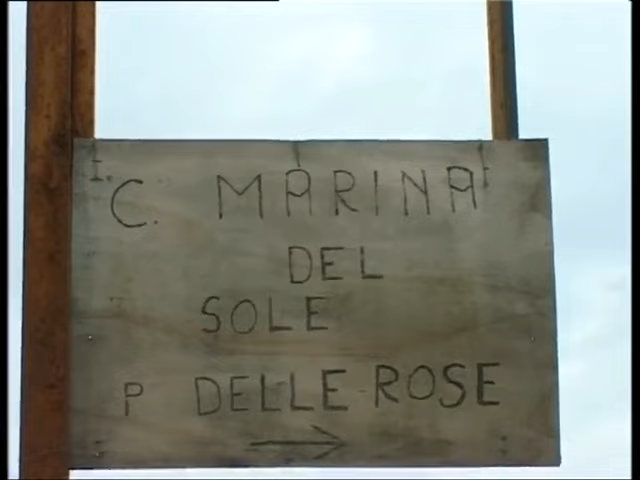 I.
C. MARINA
DEL
SOLE
P DELLE ROSE
→